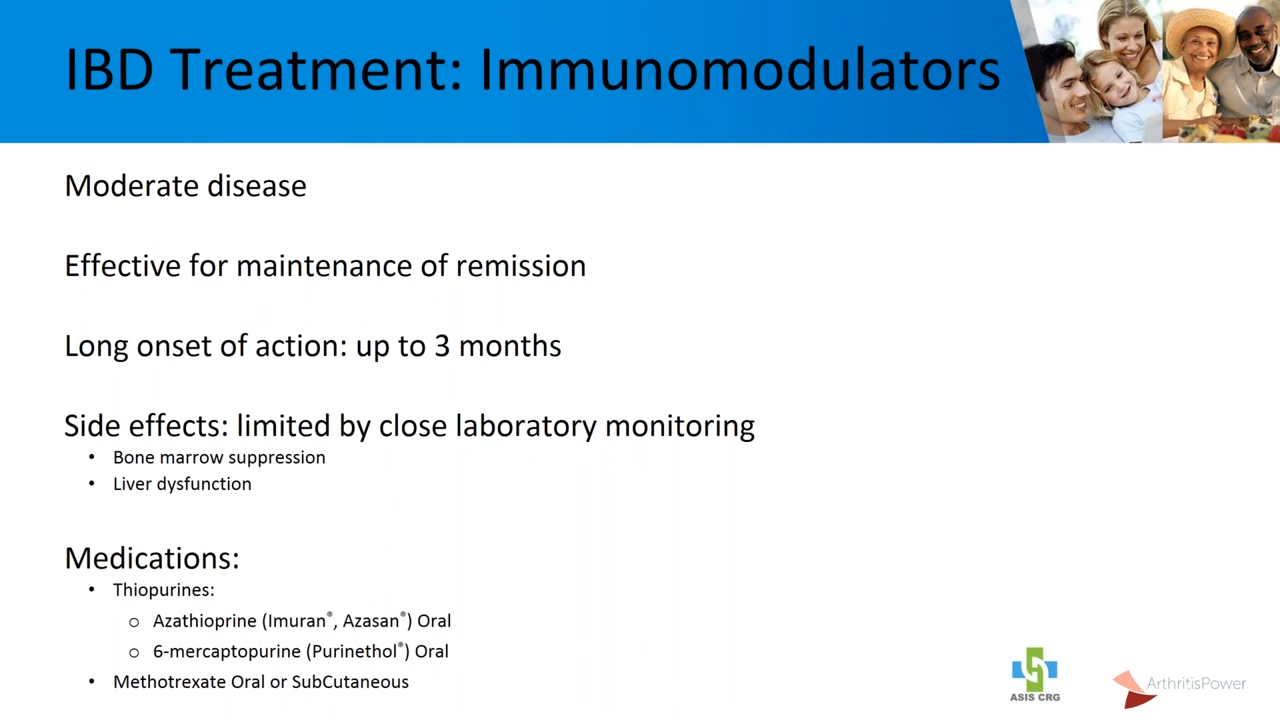 IBD Treatment: Immunomodulators
Moderate disease
Effective for maintenance of remission
Long onset of action: up to 3 months
Side effects: limited by close laboratory monitoring
• Bone marrow suppression
• Liver dysfunction
Medications:
• Thiopurines:
o Azathioprine (Imuran®, Azasan®) Oral
o 6-mercaptopurine (Purinethol®) Oral
• Methotrexate Oral or SubCutaneous
ASIS CRG
ArthritisPower